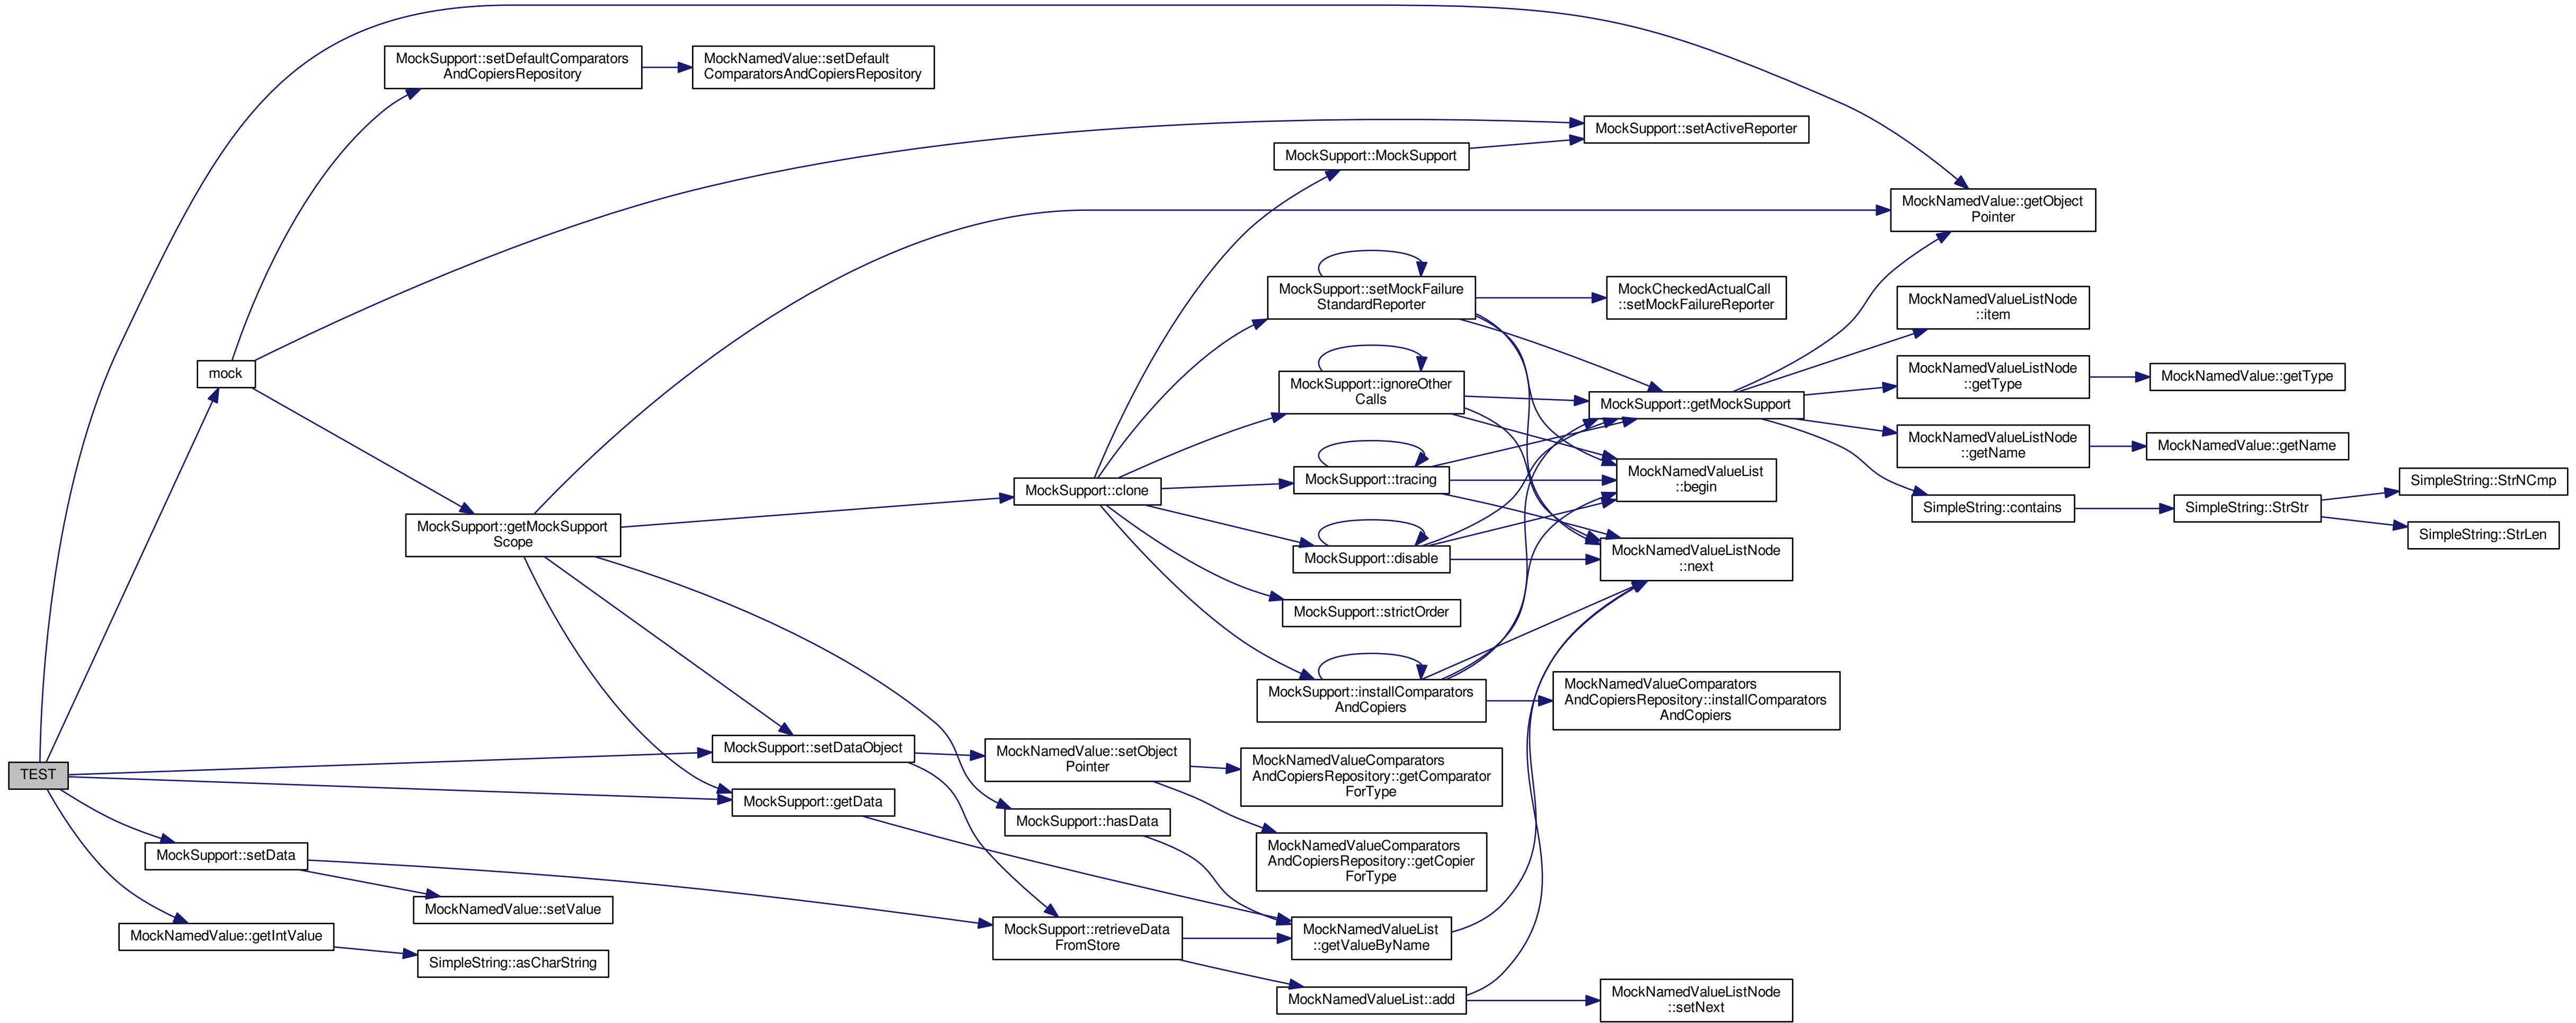 MockSupport::setDefaultComparators
AndCopiersRepository
MockNamedValue::setDefault
ComparatorsAndCopiersRepository
MockSupport::setActiveReporter
MockSupport::MockSupport
MockNamedValue::getObject
Pointer
MockSupport::setMockFailure
StandardReporter
MockCheckedActualCall
::setMockFailureReporter
MockNamedValueListNode
::item
mock
MockSupport::ignoreOther
Calls
MockSupport::getMockSupport
MockNamedValueListNode
::getType
MockNamedValue::getType
MockNamedValueListNode
::getName
MockNamedValue::getName
MockSupport::tracing
MockNamedValueList
::begin
MockSupport::clone
SimpleString::StrNCmp
SimpleString::contains
SimpleString::StrStr
SimpleString::StrLen
MockSupport::getMockSupport
Scope
MockSupport::disable
MockNamedValueListNode
::next
MockSupport::strictOrder
MockSupport::installComparators
AndCopiers
MockNamedValueComparators
AndCopiersRepository::installComparators
AndCopiers
MockSupport::setDataObject
MockNamedValue::setObject
Pointer
MockNamedValueComparators
AndCopiersRepository::getComparator
ForType
TEST
MockSupport::getData
MockSupport::hasData
MockNamedValueComparators
AndCopiersRepository::getCopier
ForType
MockSupport::setData
MockNamedValue::setValue
MockNamedValue::getIntValue
SimpleString::asCharString
MockSupport::retrieveData
FromStore
MockNamedValueList
::getValueByName
MockNamedValueList::add
MockNamedValueListNode
::setNext